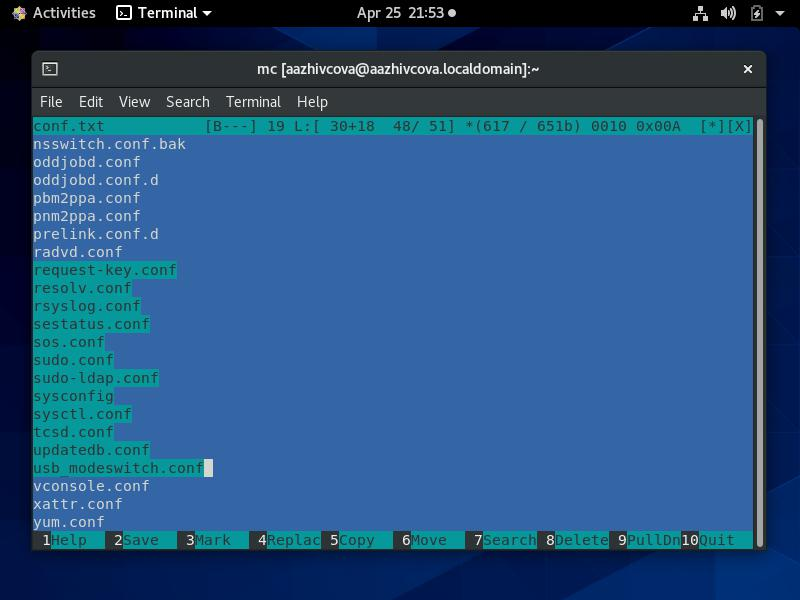 Activities Terminal Apr 25 21:53
mc [aazhivcova@aazhivcova.localdomain]:~
File Edit View Search Terminal Help
conf.txt [B---] 19 L:[ 30+18 48/ 51] *(617 / 651b) 0010 0x00A [*][X]
nsswitch.conf.bak
oddjobd.conf
oddjobd.conf.d
pbm2ppa.conf
pnm2ppa.conf
prelink.conf.d
radvd.conf
request-key.conf
resolv.conf
rsyslog.conf
sestatus.conf
sos.conf
sudo.conf
sudo-ldap.conf
sysconfig
sysctl.conf
tcsd.conf
updatedb.conf
usb_modeswitch.conf
vconsole.conf
xattr.conf
yum.conf
1Help 2Save 3Mark 4Replac 5Copy 6Move 7Search 8Delete 9PullDn 10Quit